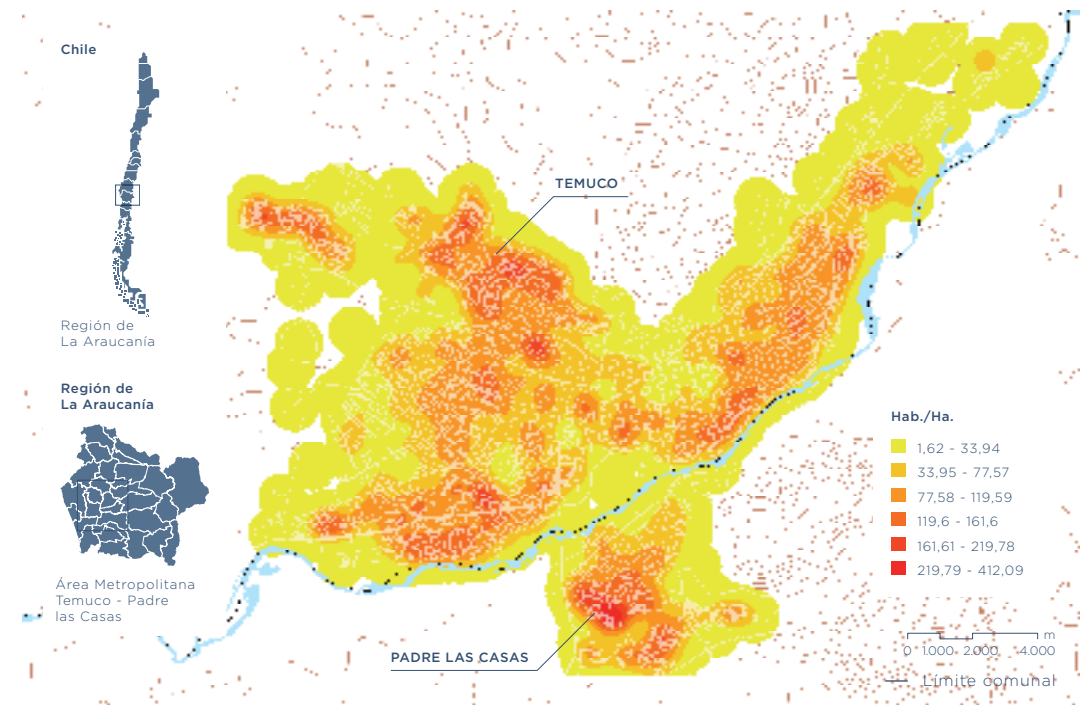 Chile
Región de
La Araucanía
Región de
La Araucanía
Área Metropolitana
Temuco - Padre
las Casas
TEMUCO
PADRE LAS CASAS
Hab./Ha.
1,62 - 33,94
33,95 - 77,57
77,58 - 119,59
119,6 - 161,6
161,61 - 219,78
219,79 - 412,09
m
0 1.000 2.000 4.000
Límite comunal